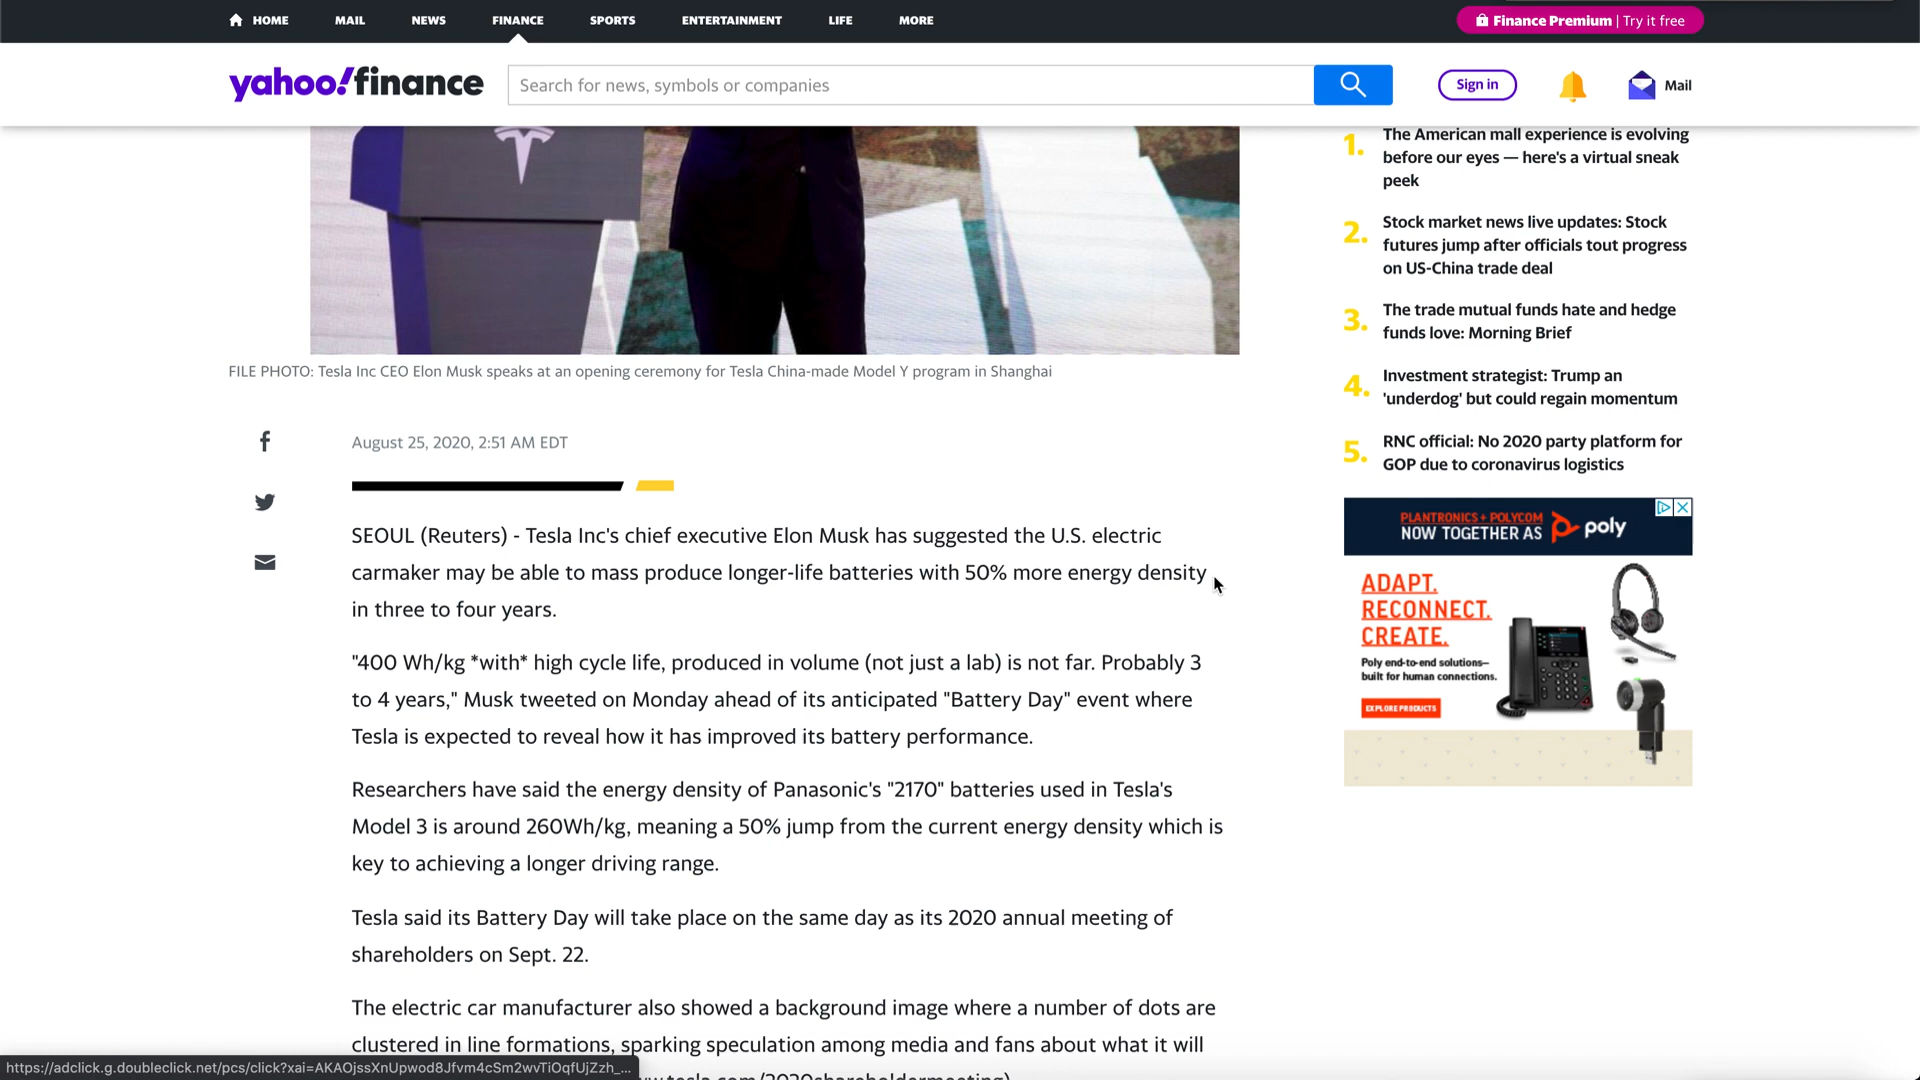 HOME
MAIL
NEWS
FINANCE
SPORTS
ENTERTAINMENT
LIFE
MORE
Finance Premium | Try it free
yahoo!finance
Search for news, symbols or companies
Sign in
Mail
FILE PHOTO: Tesla Inc CEO Elon Musk speaks at an opening ceremony for Tesla China-made Model Y program in Shanghai
August 25, 2020, 2:51 AM EDT
SEOUL (Reuters) - Tesla Inc's chief executive Elon Musk has suggested the U.S. electric
carmaker may be able to mass produce longer-life batteries with 50% more energy density
in three to four years.
"400 Wh/kg *with* high cycle life, produced in volume (not just a lab) is not far. Probably 3
to 4 years," Musk tweeted on Monday ahead of its anticipated "Battery Day" event where
Tesla is expected to reveal how it has improved its battery performance.
Researchers have said the energy density of Panasonic's "2170" batteries used in Tesla's
Model 3 is around 260Wh/kg, meaning a 50% jump from the current energy density which is
key to achieving a longer driving range.
Tesla said its Battery Day will take place on the same day as its 2020 annual meeting of
shareholders on Sept. 22.
The electric car manufacturer also showed a background image where a number of dots are
clustered in line formations, sparking speculation among media and fans about what it will
1. The American mall experience is evolving
before our eyes — here's a virtual sneak
peek
2. Stock market news live updates: Stock
futures jump after officials tout progress
on US-China trade deal
3. The trade mutual funds hate and hedge
funds love: Morning Brief
4. Investment strategist: Trump an
'underdog' but could regain momentum
5. RNC official: No 2020 party platform for
GOP due to coronavirus logistics
PLANTRONICS + POLYCOM
NOW TOGETHER AS
poly
ADAPT.
RECONNECT.
CREATE.
Poly end-to-end solutions—
built for human connections.
EXPLORE PRODUCTS
https://adclick.g.doubleclick.net/pcs/click?xai=AKAOjssXnUpwod8Jfvm4cSm2wvTiOqfUjZzh_...